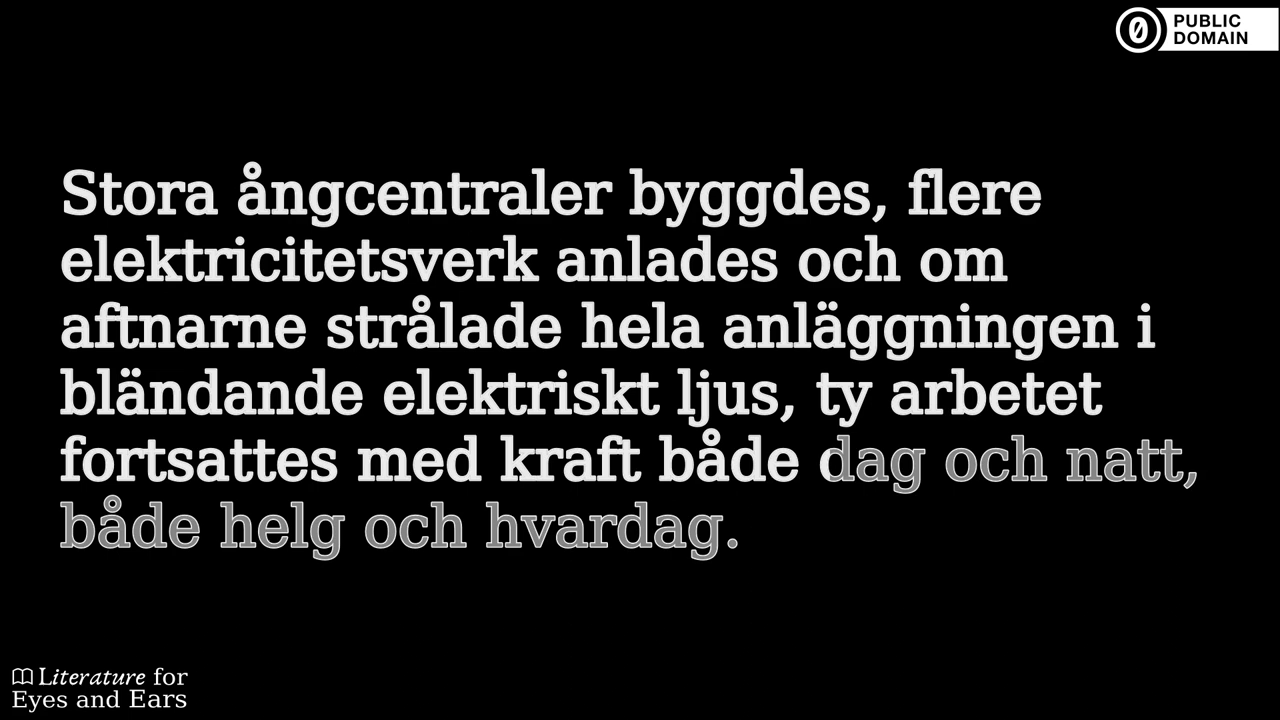 PUBLIC
DOMAIN
Stora ångcentraler byggdes, flere
elektricitetsverk anlades och om
aftnarne strålade hela anläggningen i
bländande elektriskt ljus, ty arbetet
fortsattes med kraft både dag och natt,
både helg och hvardag.
Literature for
Eyes and Ears